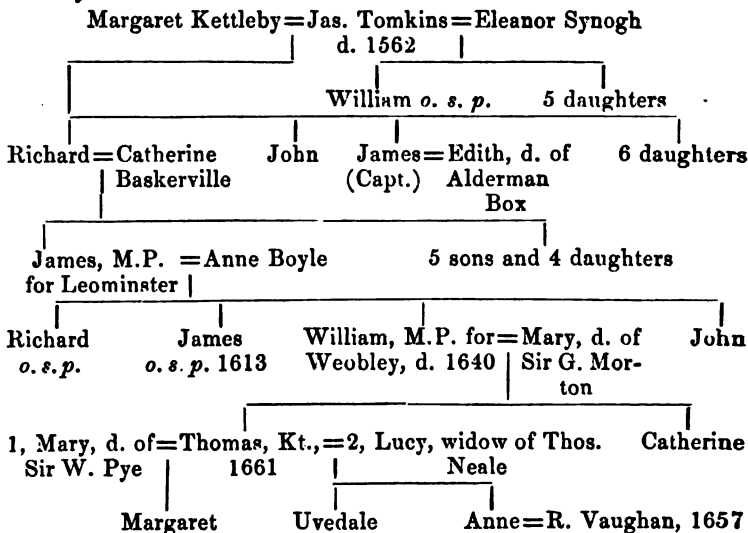 Margaret Kettleby=Jas. Tomkins=Eleanor Synogh
d. 1562
William o. s. p. 5 daughters
Richard=Catherine John James=Edith, d. of 6 daughters
Baskerville (Capt.) Alderman
Box
James, M.P. =Anne Boyle 5 sons and 4 daughters
for Leominster
Richard James William, M.P. for=Mary, d. of John
o. s. p. o. s. p. 1613 Weobley, d. 1640 Sir G. Mor-
ton
1, Mary, d. of=Thomas, Kt.,=2, Lucy, widow of Thos. Catherine
Sir W. Pye 1661 Neale
Margaret Uvedale Anne=R. Vaughan, 1657